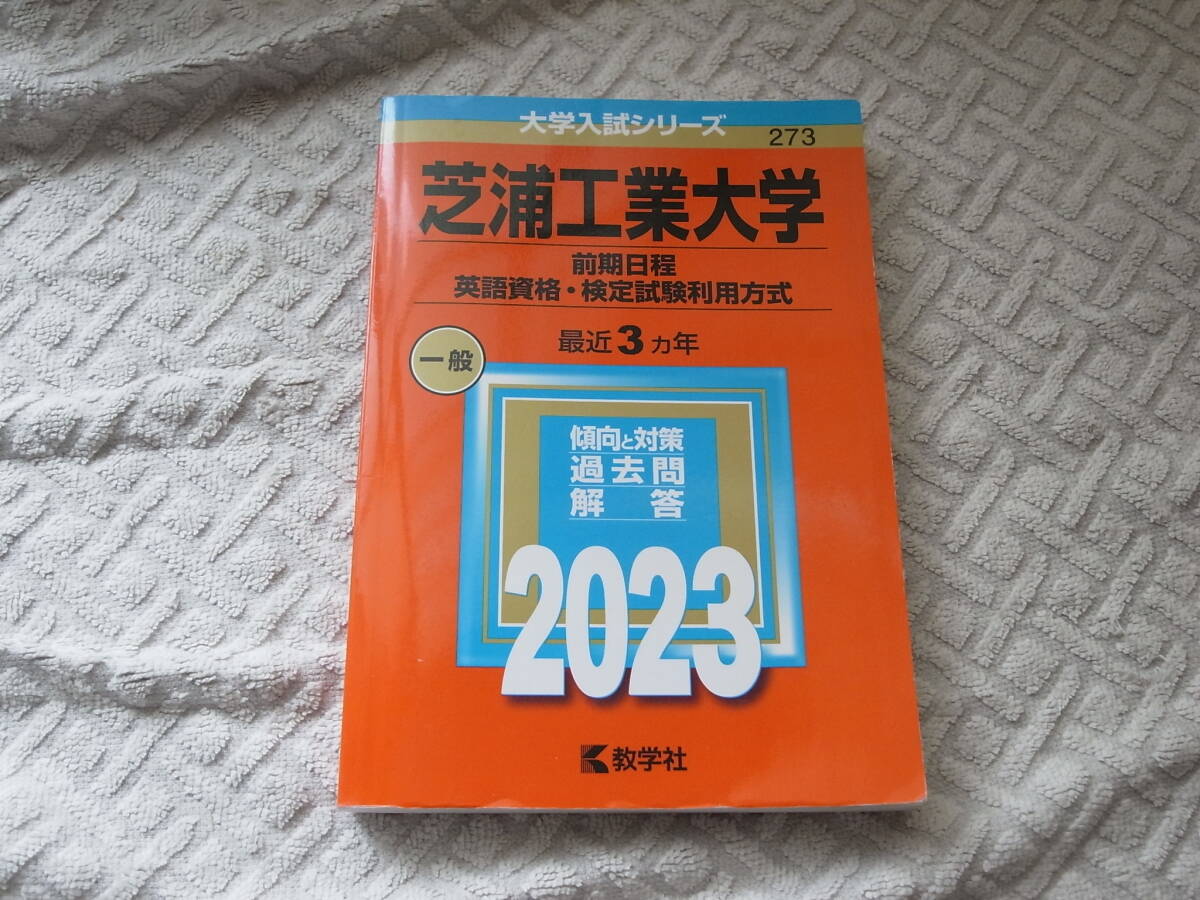 大学入試シリーズ
273
芝浦工業大学
前期日程
英語資格・検定試験利用方式
最近3カ年
一般
傾向と対策
過去問
解答
2023
教学社